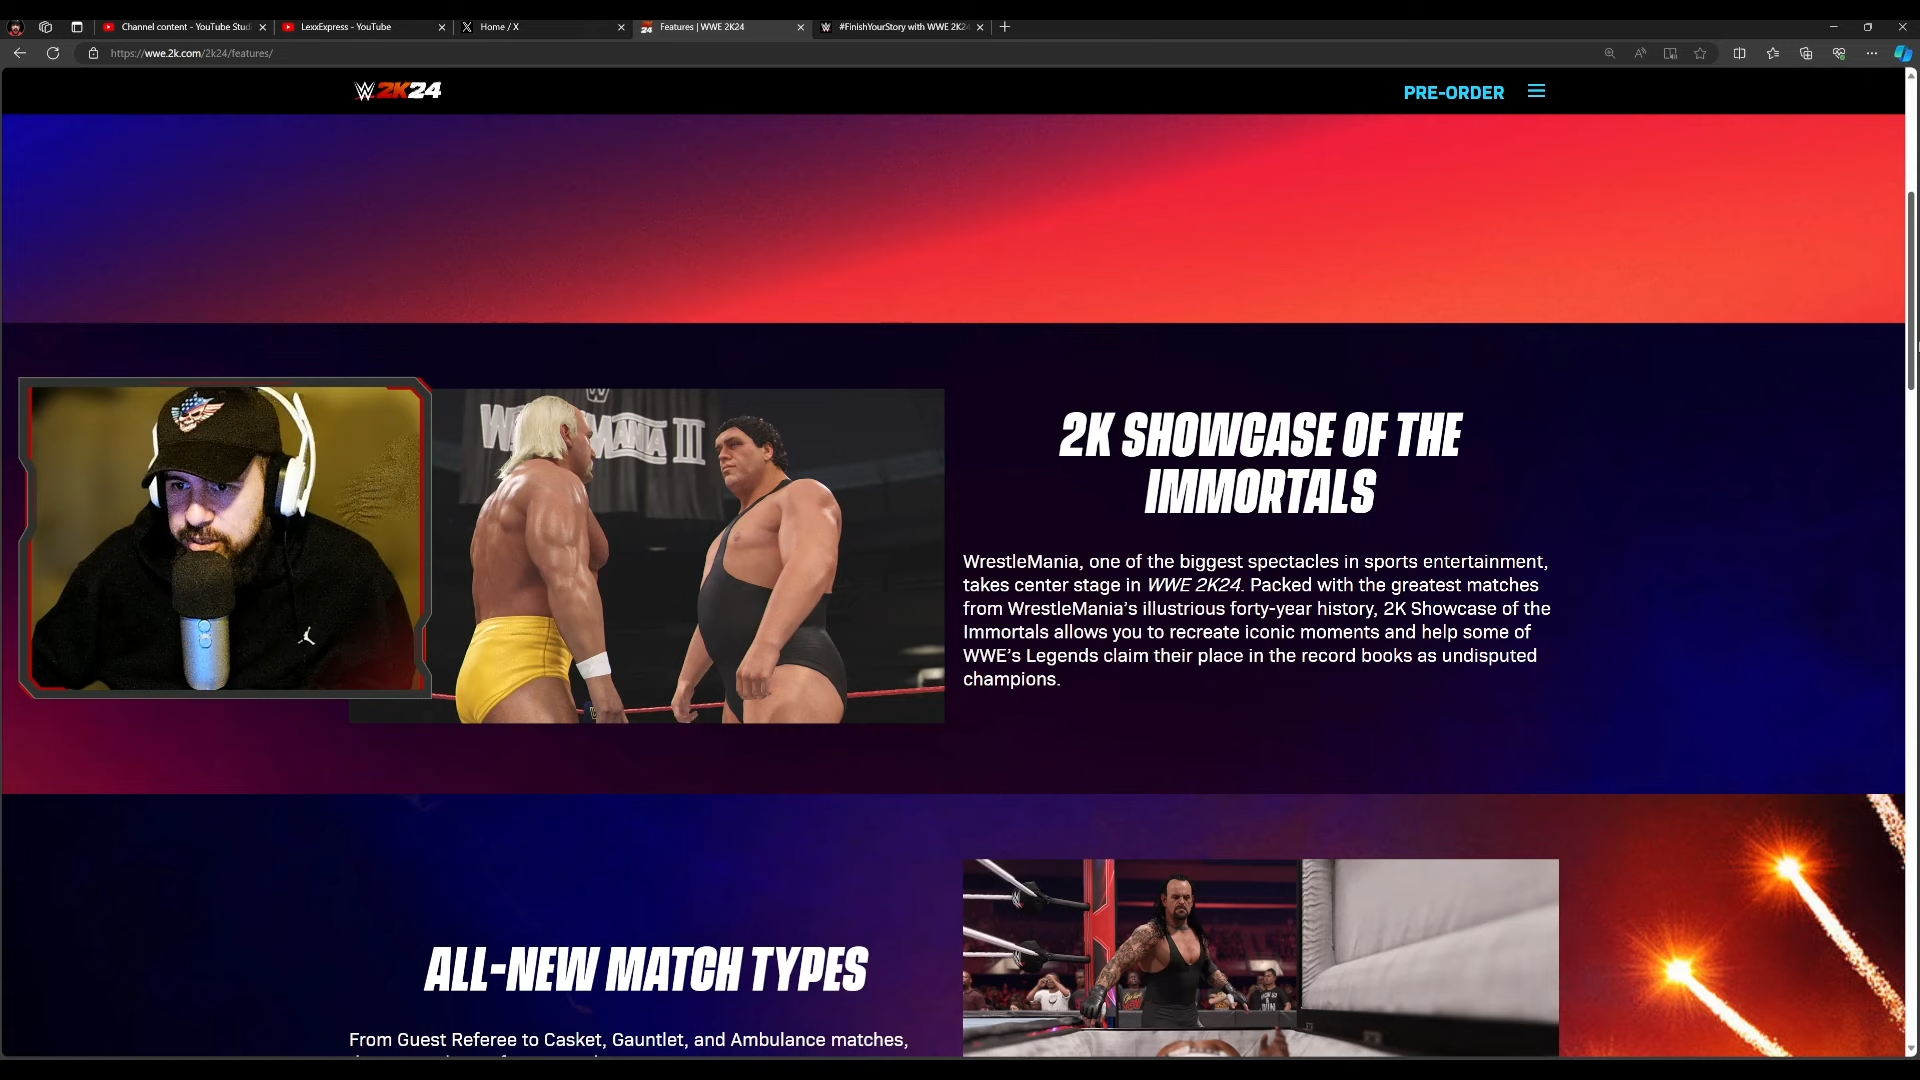 Channel content - YouTube Studi
LexxExpress - YouTube
Home / X
Features | WWE 2K24
#FinishYourStory with WWE 2K24
https://wwe.2k.com/2k24/features/
W 2K24
PRE-ORDER
WRESTLEMANIA III
2K SHOWCASE OF THE
IMMORTALS
WrestleMania, one of the biggest spectacles in sports entertainment,
takes center stage in WWE 2K24. Packed with the greatest matches
from WrestleMania's illustrious forty-year history, 2K Showcase of the
Immortals allows you to recreate iconic moments and help some of
WWE's Legends claim their place in the record books as undisputed
champions.
ALL-NEW MATCH TYPES
From Guest Referee to Casket, Gauntlet, and Ambulance matches,